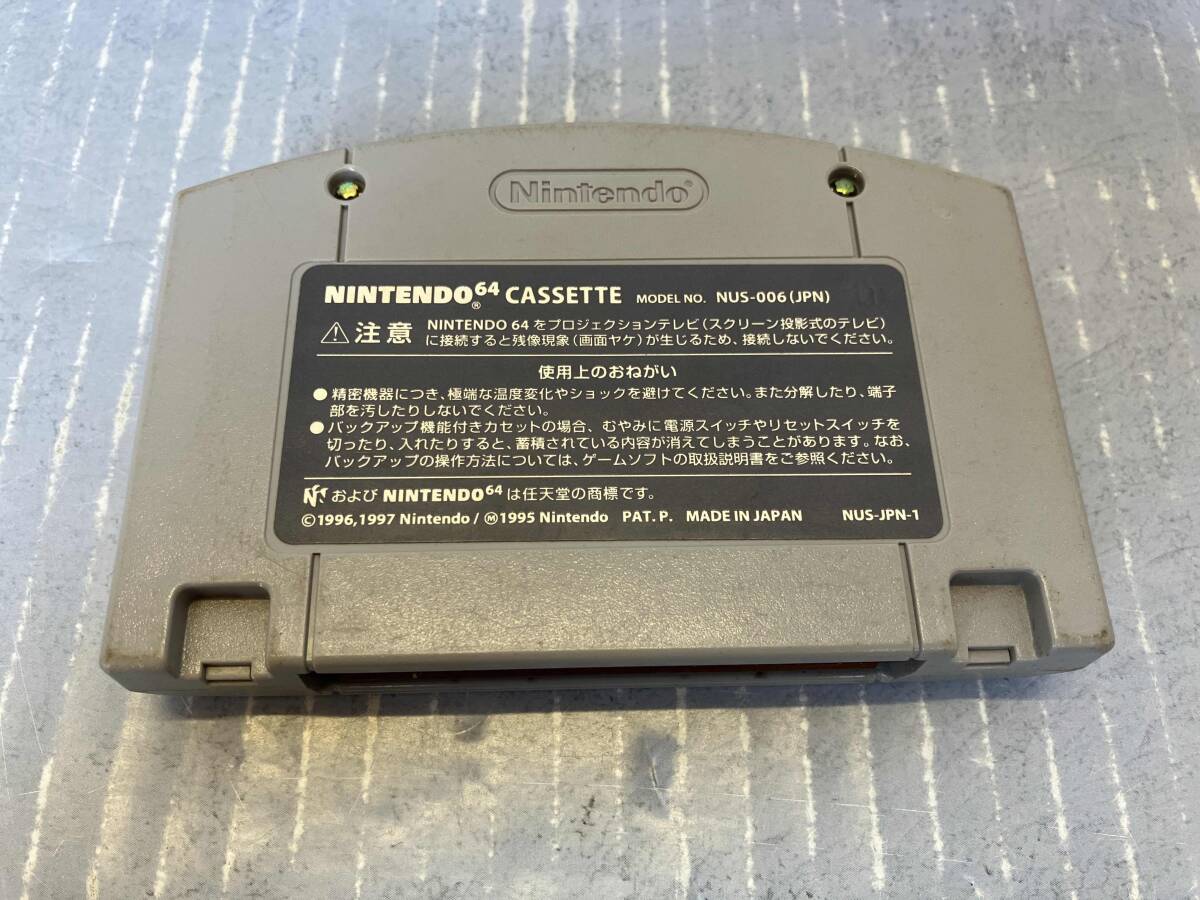 Nintendo®
NINTENDO64® CASSETTE MODEL NO. NUS-006(JPN)
⚠注意 NINTENDO 64 をプロジェクションテレビ(スクリーン投影式のテレビ)
に接続すると残像現象(画面ヤケ)が生じるため、接続しないでください。
使用上のおねがい
●精密機器につき、極端な温度変化やショックを避けてください。また分解したり、端子
部を汚したりしないでください。
●バックアップ機能付きカセットの場合、むやみに電源スイッチやリセットスイッチを
切ったり、入れたりすると、蓄積されている内容が消えてしまうことがあります。なお、
バックアップの操作方法については、ゲームソフトの取扱説明書をご参照ください。
および NINTENDO64 は任天堂の商標です。
©1996,1997 Nintendo / Ⓜ1995 Nintendo PAT. P. MADE IN JAPAN NUS-JPN-1